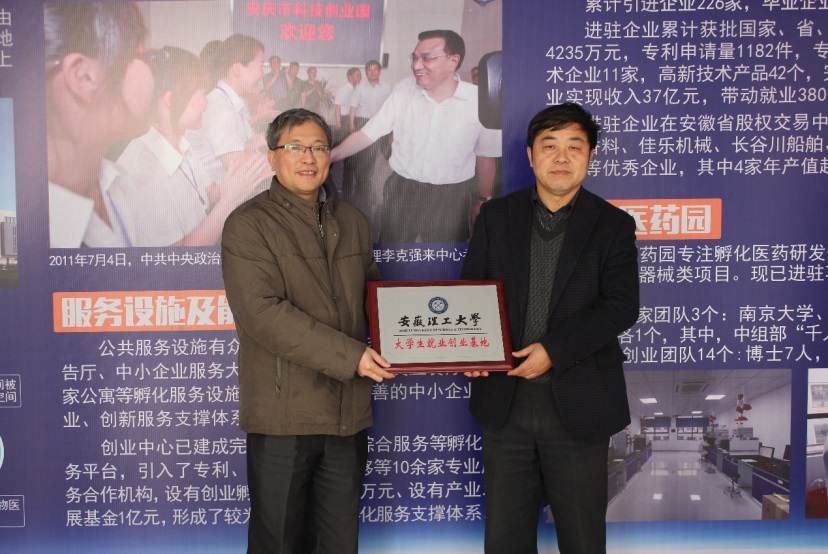 由
地
上
安庆市科技创业园
欢迎您
2011年7月4日，中共中央政治
理李克强来中心
服务设施及
公共服务设施有
告厅、中小企业服务大
家公寓等孵化服务设施
善的中小企业
业、创新服务支撑体系
创业中心已建成完
综合服务等孵化
务平台，引入了专利、
等10余家专业
务合作机构，设有创业孵
万元、设有产业
展基金1亿元，形成了较为
化服务支撑体系
安徽理工大学
ANHUI UNIVERSITY OF SCIENCE & TECHNOLOGY
大学生就业创业基地
累计引进企业226家，毕业企业
进驻企业累计获批国家、省、
4235万元，专利申请量1182件，专
术企业11家，高新技术产品42个，
业实现收入37亿元，带动就业380
进驻企业在安徽省股权交易中
料、佳乐机械、长谷川船舶、
等优秀企业，其中4家年产值超
医药园
药园专注孵化医药研发
器械类项目。现已进驻
家团队3个：南京大学、
客1个，其中，中组部“千人
创业团队14个：博士7人，
间被
空间
物医